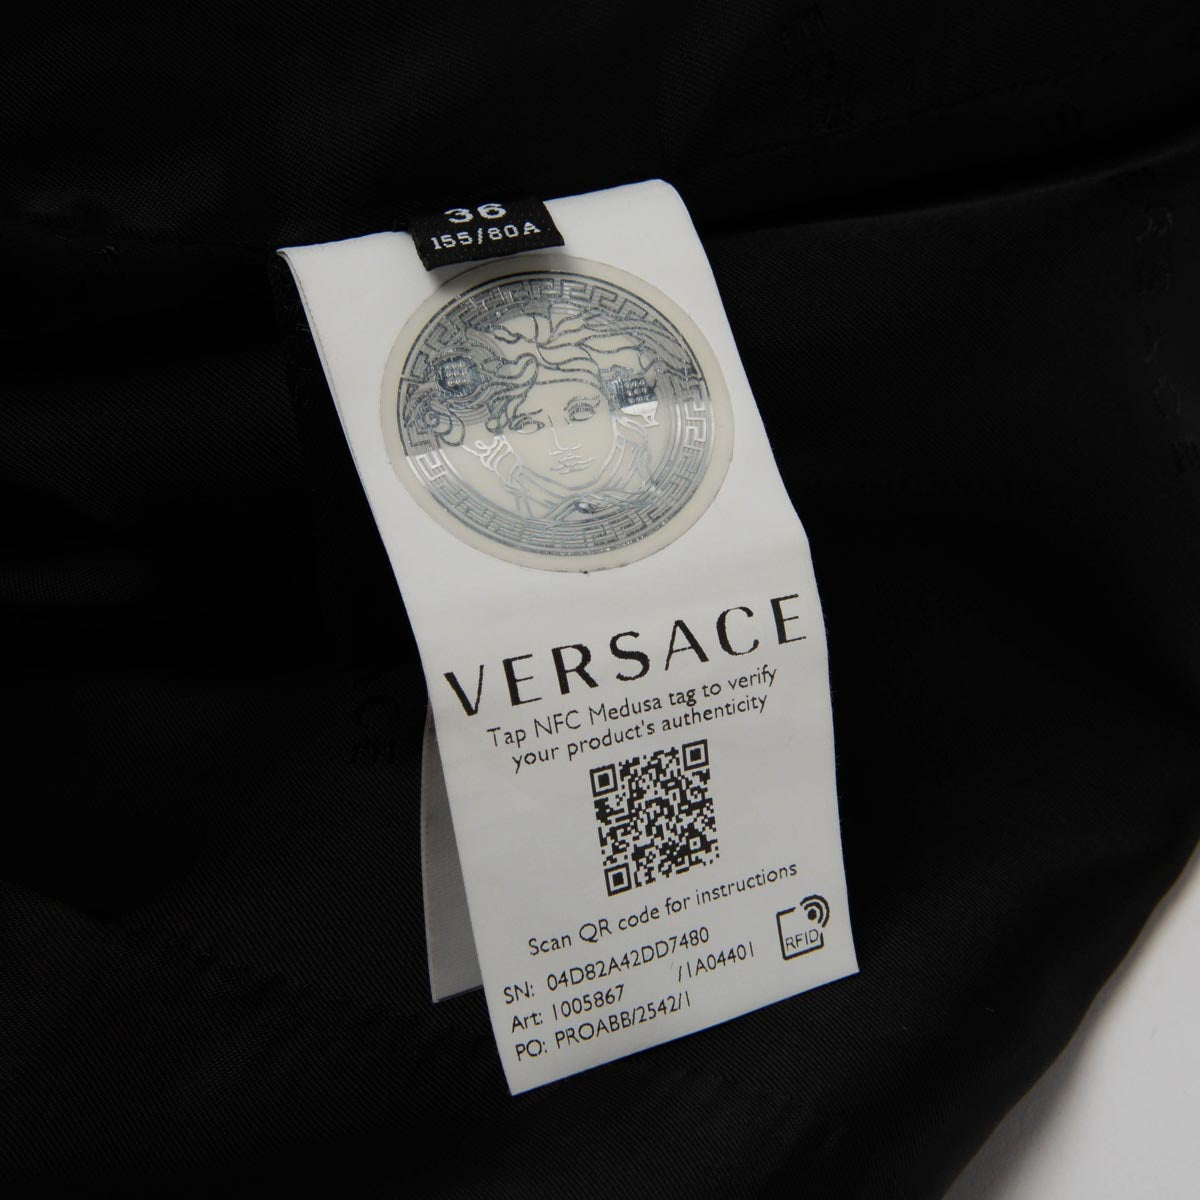 36
155/80A
VERSACE
Tap NFC Medusa tag to verify
your product's authenticity
Scan QR code for instructions
RFID
SN: 04D82A42DD7480
Art: 1005867 /1A04401
PO: PROABB/2542/1
CE